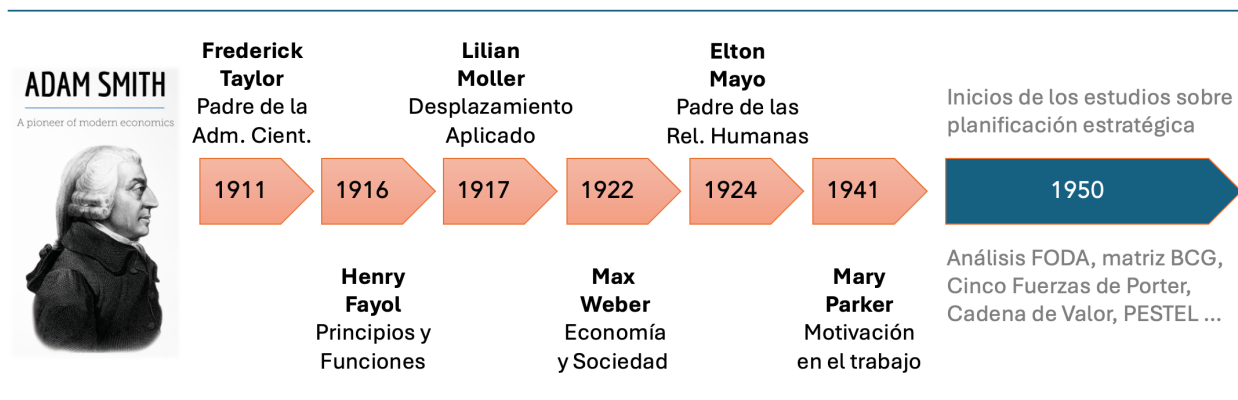 ADAM SMITH
A pioneer of modern economics
Frederick
Taylor
Padre de la
Adm. Cient.
1911
1916
Henry
Fayol
Principios y
Funciones
Lilian
Moller
Desplazamiento
Aplicado
1917
1922
Max
Weber
Economía
y Sociedad
Elton
Mayo
Padre de las
Rel. Humanas
1924
1941
Mary
Parker
Motivación
en el trabajo
Inicios de los estudios sobre
planificación estratégica
1950
Análisis FODA, matriz BCG,
Cinco Fuerzas de Porter,
Cadena de Valor, PESTEL ...